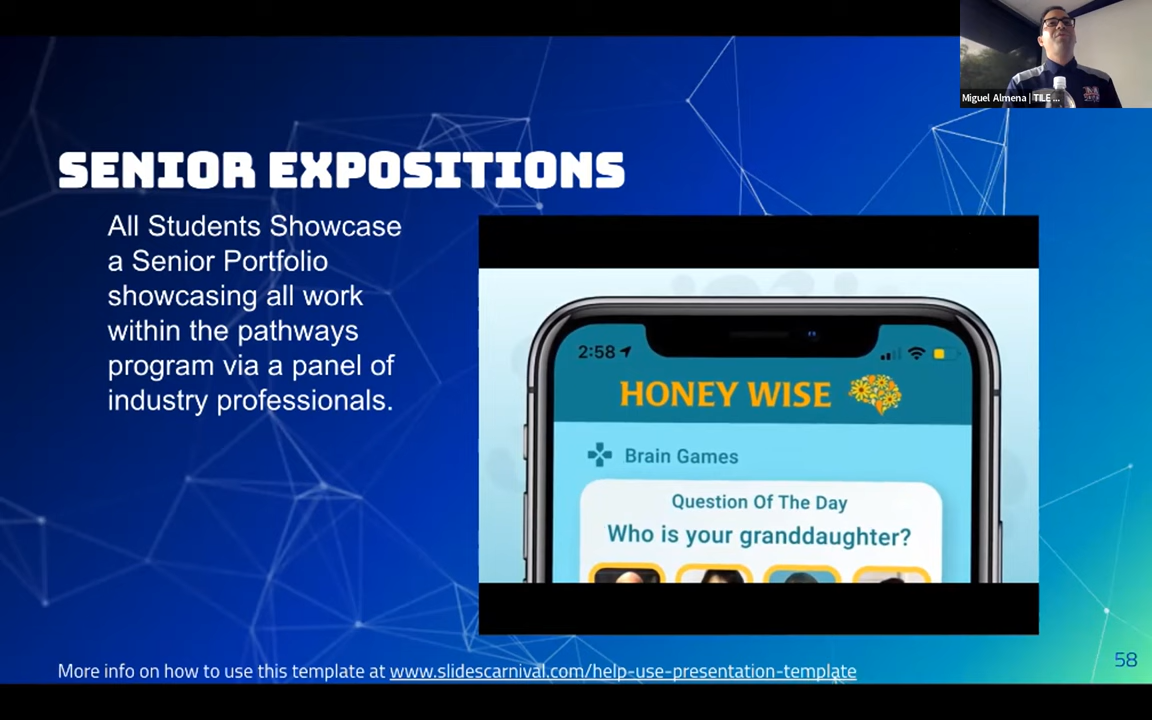 Miguel Almena | TILE ...
SENIOR EXPOSITIONS
All Students Showcase
a Senior Portfolio
showcasing all work
within the pathways
program via a panel of
industry professionals.
2:58
HONEY WISE
Brain Games
Question Of The Day
Who is your granddaughter?
More info on how to use this template at www.slidescarnival.com/help-use-presentation-template
58